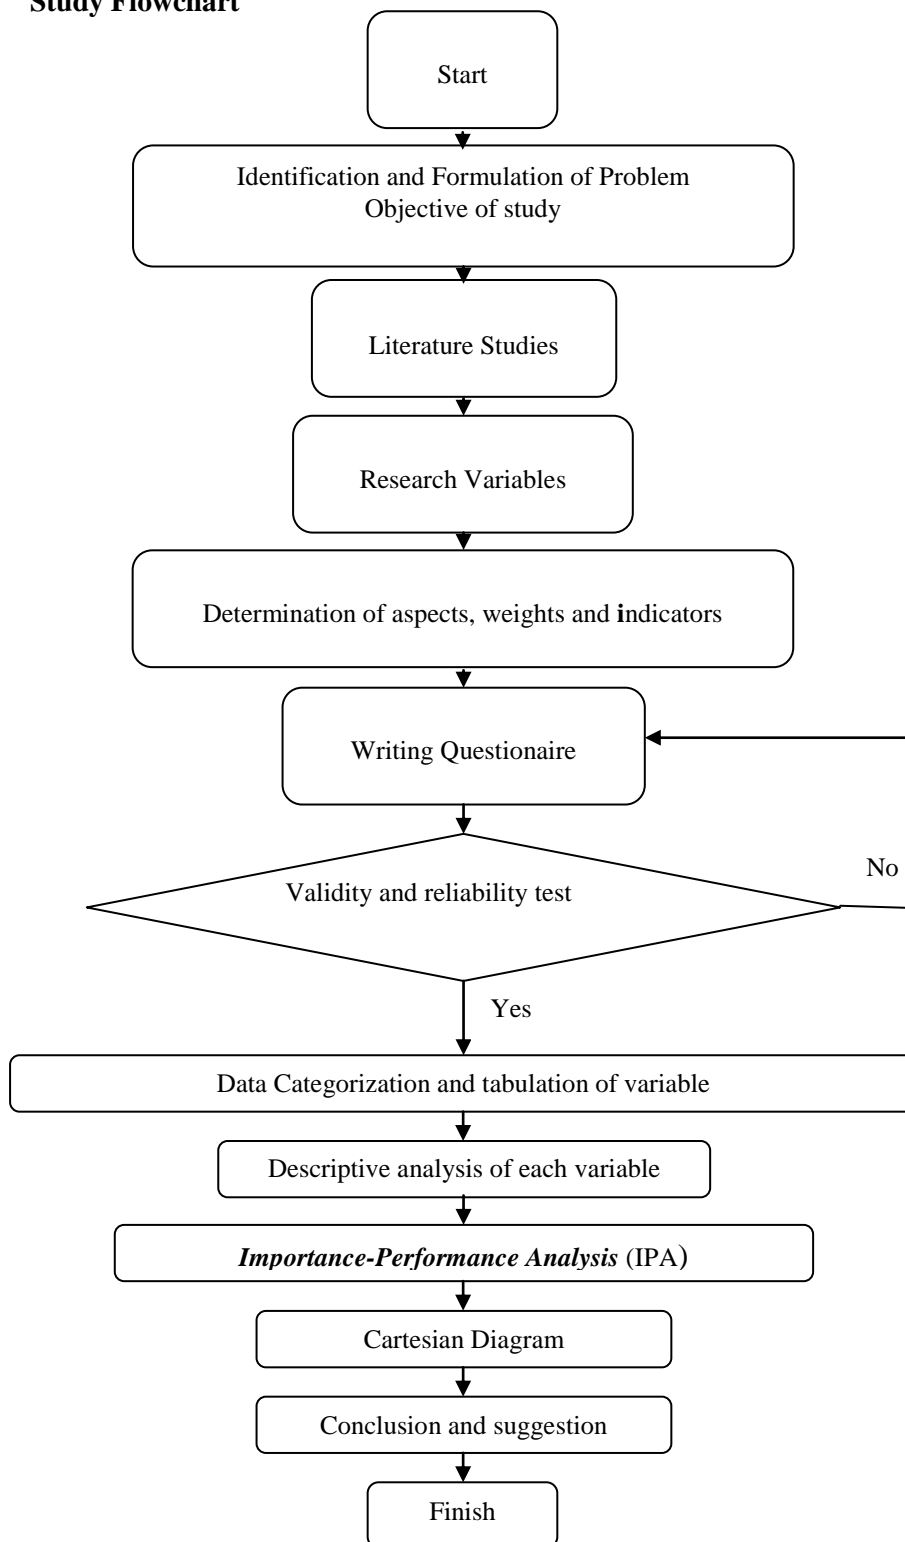 Study Flowchart
Start
Identification and Formulation of Problem
Objective of study
Literature Studies
Research Variables
Determination of aspects, weights and indicators
Writing Questionaire
Validity and reliability test
No
Yes
Data Categorization and tabulation of variable
Descriptive analysis of each variable
Importance-Performance Analysis (IPA)
Cartesian Diagram
Conclusion and suggestion
Finish